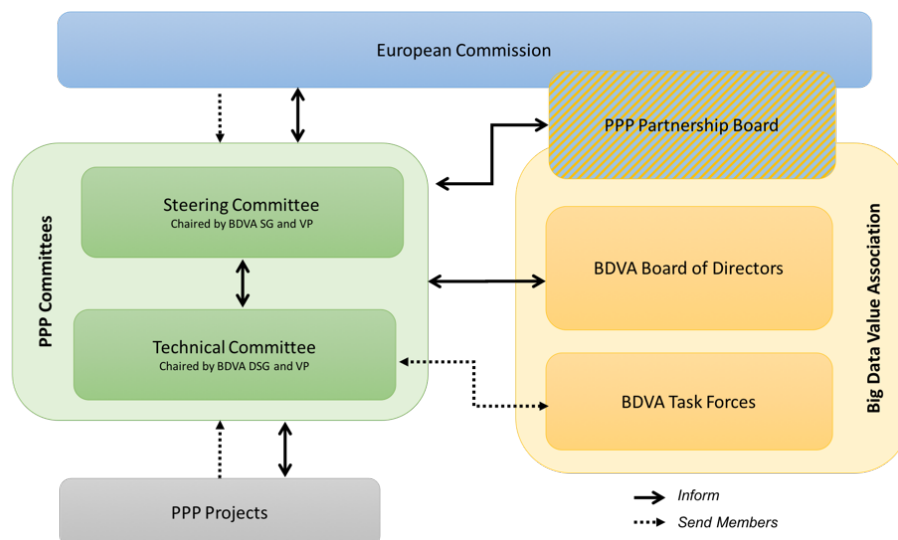 European Commission
PPP Partnership Board
Steering Committee
Chaired by BDVA SG and VP
BDVA Board of Directors
PPP Committees
Big Data Value Association
Technical Committee
Chaired by BDVA DSG and VP
BDVA Task Forces
PPP Projects
Inform
Send Members